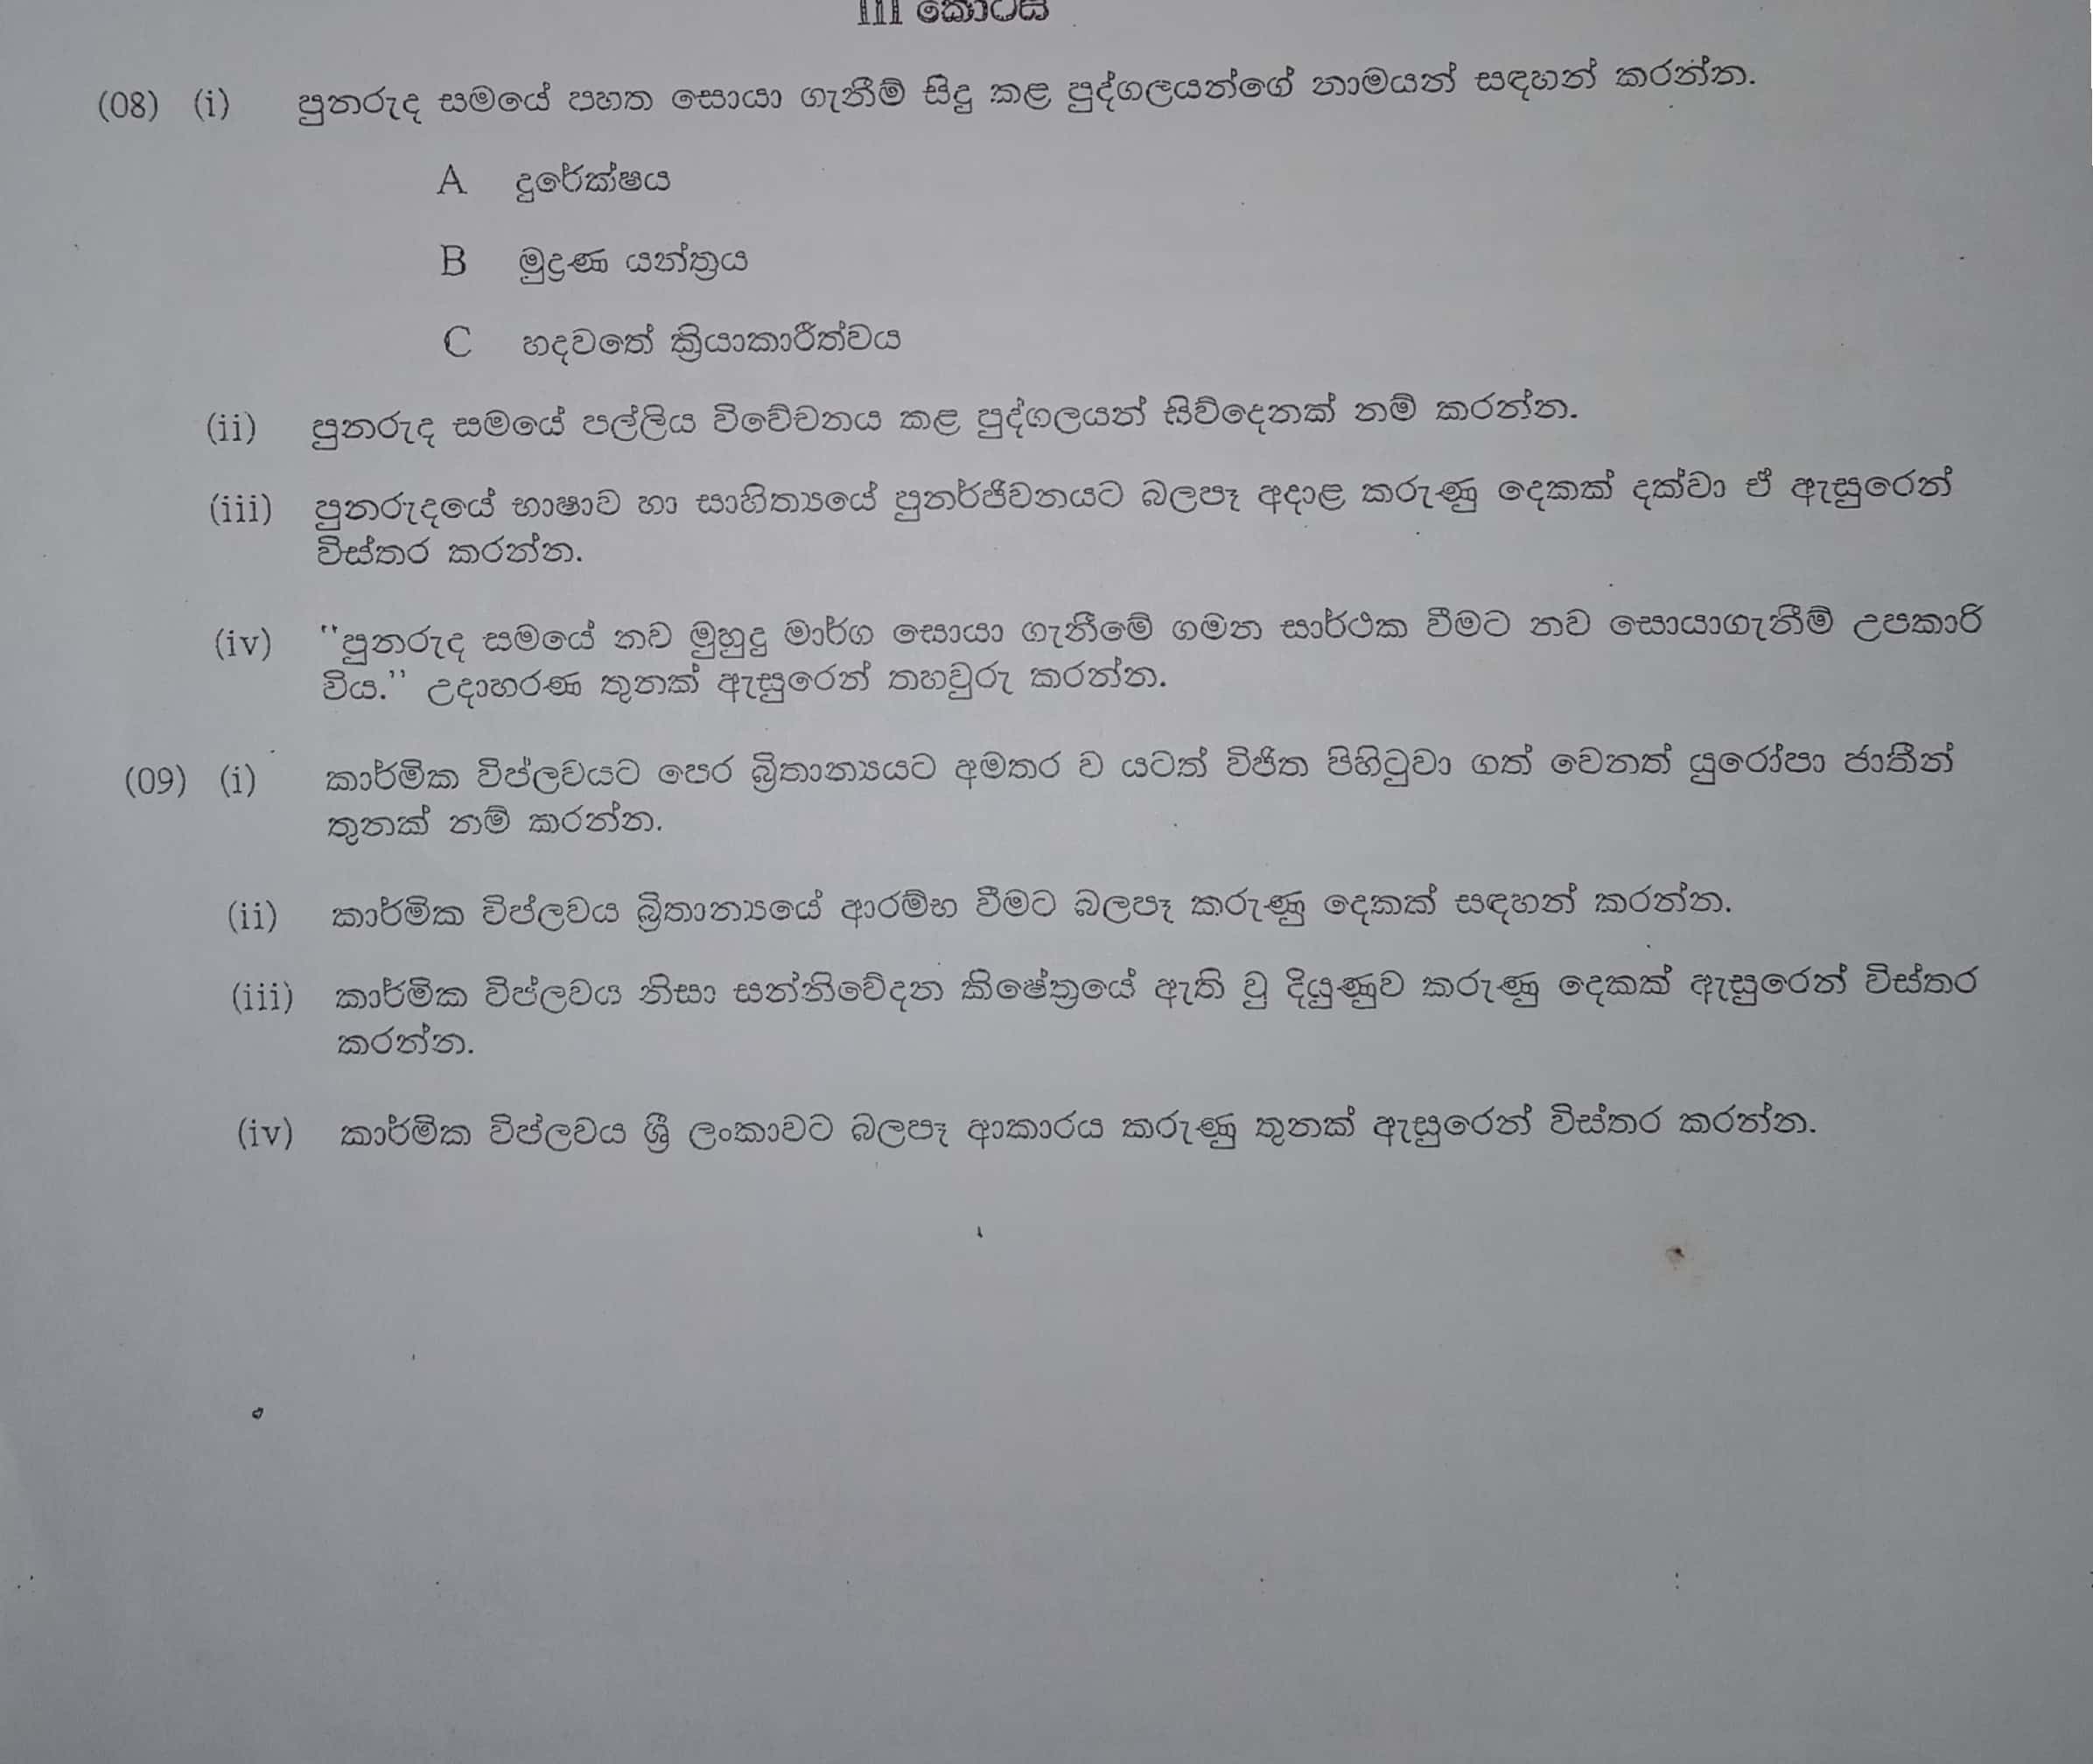 III කොටස
(08) (i) පුනරුද සමයේ පහත සොයා ගැනීම් සිදු කළ පුද්ගලයන්ගේ නාමයන් සඳහන් කරන්න.
A දුරේක්ෂය
B මුද්‍රණ යන්ත්‍රය
C හදවතේ ක්‍රියාකාරීත්වය
(ii) පුනරුද සමයේ පල්ලිය විවේචනය කළ පුද්ගලයන් සිව්දෙනක් නම් කරන්න.
(iii) පුනරුදයේ භාෂාව හා සාහිත්‍යයේ පුනර්ජීවනයට බලපෑ අදාළ කරුණු දෙකක් දක්වා ඒ ඇසුරෙන්
විස්තර කරන්න.
(iv) "පුනරුද සමයේ නව මුහුදු මාර්ග සොයා ගැනීමේ ගමන සාර්ථක වීමට නව සොයාගැනීම් උපකාරි
විය." උදාහරණ තුනක් ඇසුරෙන් තහවුරු කරන්න.
(09) (i) කාර්මික විප්ලවයට පෙර බ්‍රිතාන්‍යයට අමතර ව යටත් විජිත පිහිටුවා ගත් වෙනත් යුරෝපා ජාතීන්
තුනක් නම් කරන්න.
(ii) කාර්මික විප්ලවය බ්‍රිතාන්‍යයේ ආරම්භ වීමට බලපෑ කරුණු දෙකක් සඳහන් කරන්න.
(iii) කාර්මික විප්ලවය නිසා සන්නිවේදන කිෂේත්‍රයේ ඇති වූ දියුණුව කරුණු දෙකක් ඇසුරෙන් විස්තර
කරන්න.
(iv) කාර්මික විප්ලවය ශ්‍රී ලංකාවට බලපෑ ආකාරය කරුණු තුනක් ඇසුරෙන් විස්තර කරන්න.